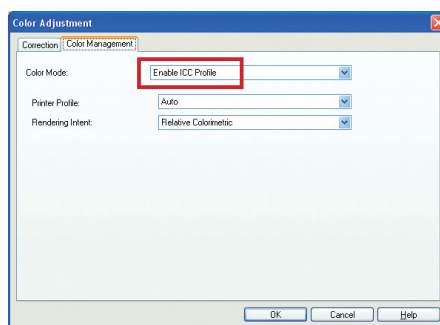 Color Adjustment
Correction Color Management
Color Mode: Enable ICC Profile
Printer Profile: Auto
Rendering Intent: Relative Colorimetric
OK Cancel Help